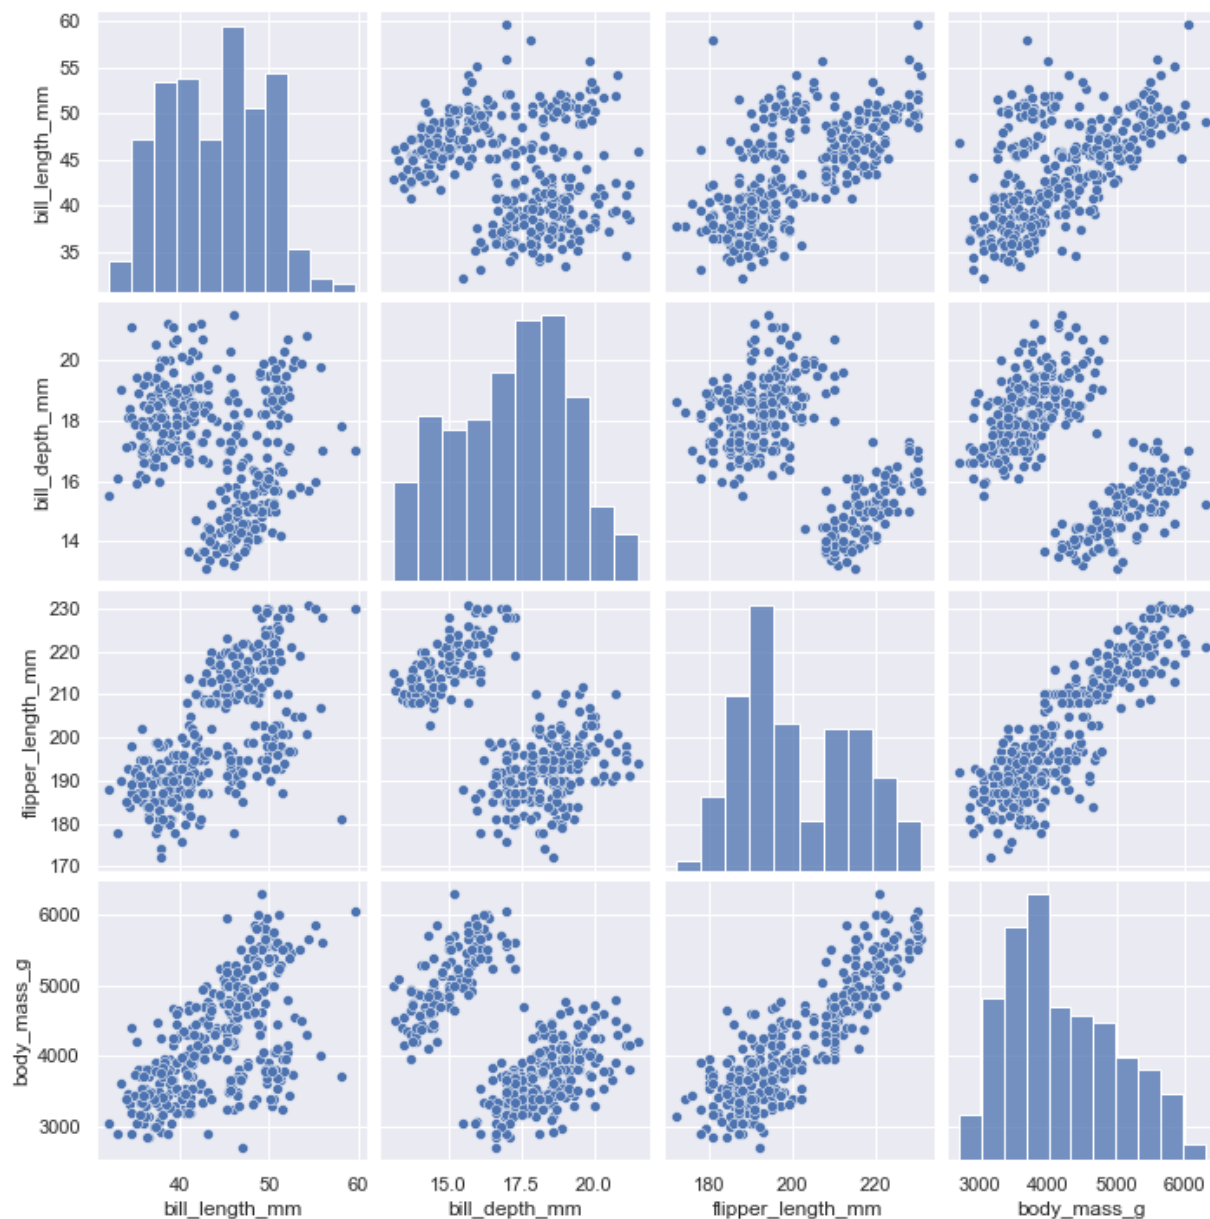 60
55
50
45
40
35
bill_length_mm
20
18
16
14
bill_depth_mm
230
220
210
200
190
180
170
flipper_length_mm
6000
5000
4000
3000
body_mass_g
40 50 60
bill_length_mm
15.0 17.5 20.0
bill_depth_mm
180 200 220
flipper_length_mm
3000 4000 5000 6000
body_mass_g